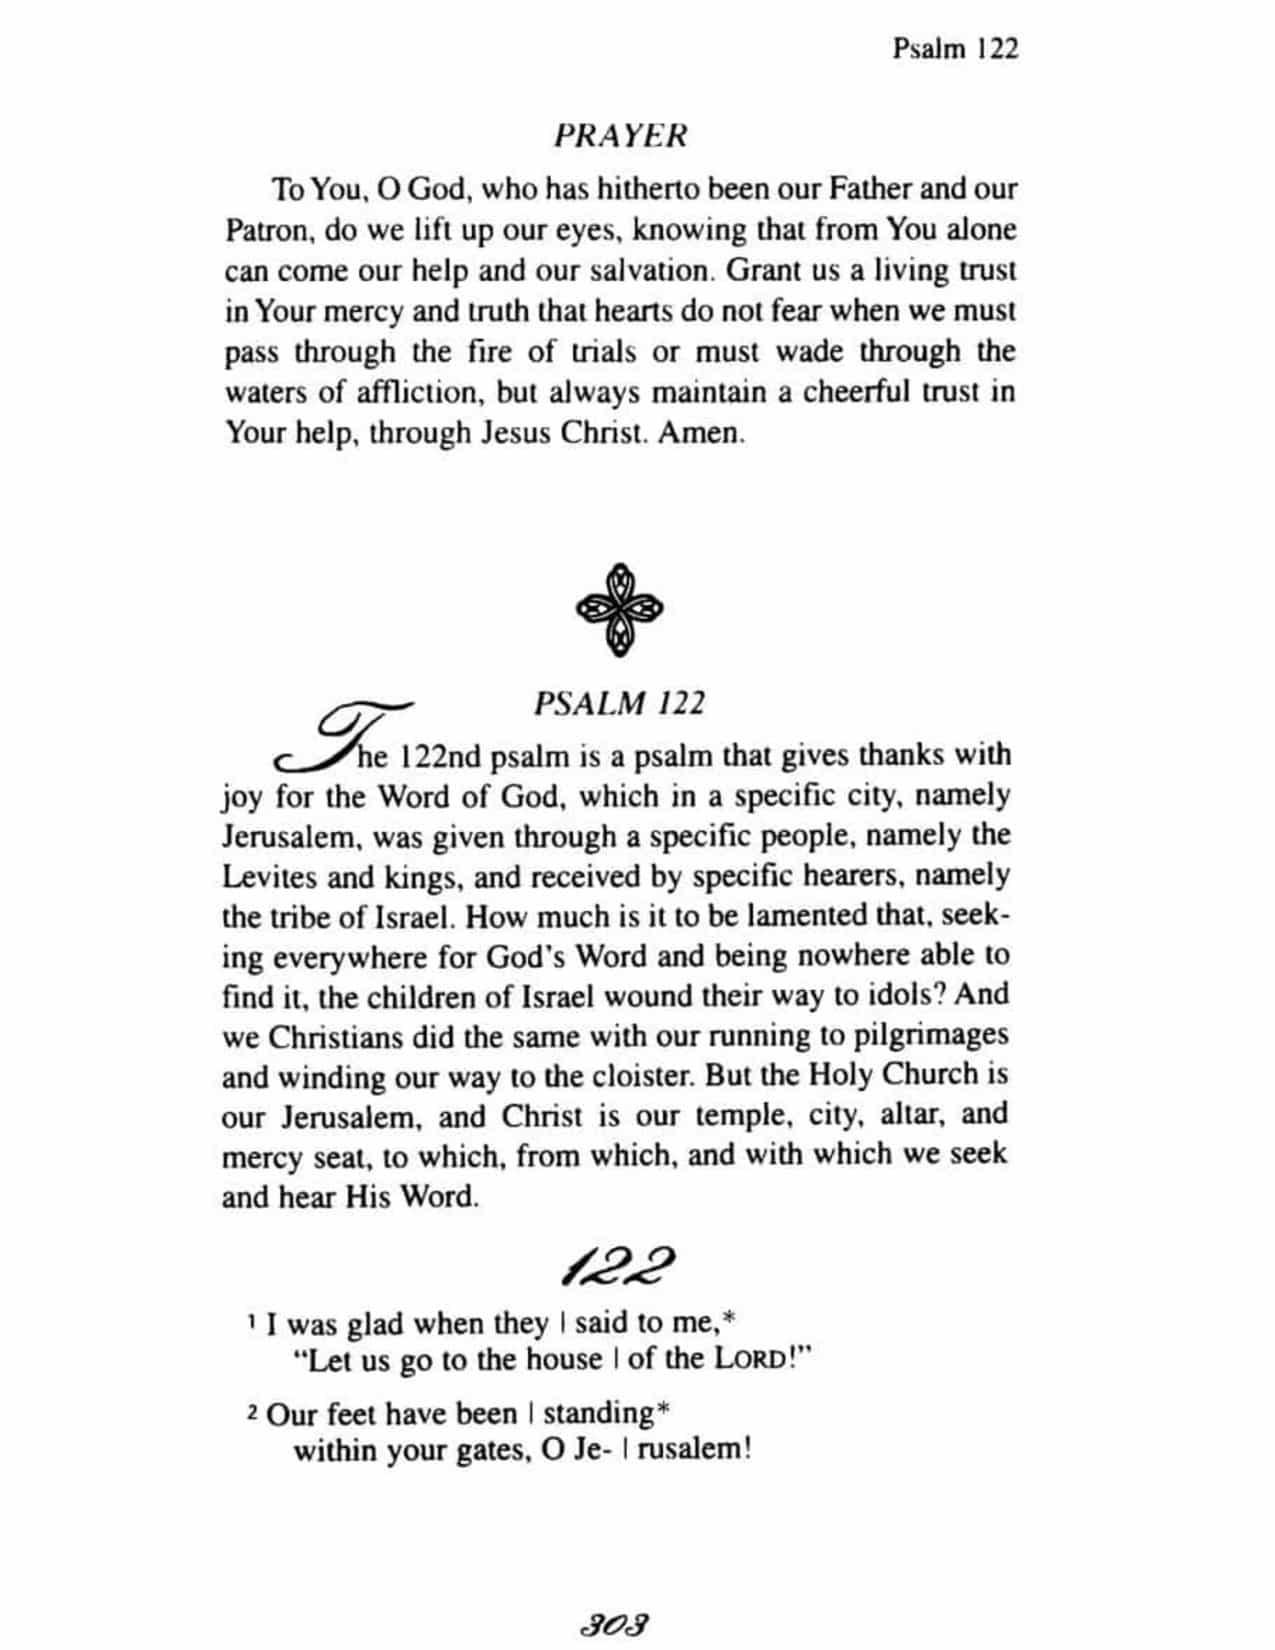 Psalm 122
PRAYER
To You, O God, who has hitherto been our Father and our
Patron, do we lift up our eyes, knowing that from You alone
can come our help and our salvation. Grant us a living trust
in Your mercy and truth that hearts do not fear when we must
pass through the fire of trials or must wade through the
waters of affliction, but always maintain a cheerful trust in
Your help, through Jesus Christ. Amen.
PSALM 122
The 122nd psalm is a psalm that gives thanks with
joy for the Word of God, which in a specific city, namely
Jerusalem, was given through a specific people, namely the
Levites and kings, and received by specific hearers, namely
the tribe of Israel. How much is it to be lamented that, seek-
ing everywhere for God's Word and being nowhere able to
find it, the children of Israel wound their way to idols? And
we Christians did the same with our running to pilgrimages
and winding our way to the cloister. But the Holy Church is
our Jerusalem, and Christ is our temple, city, altar, and
mercy seat, to which, from which, and with which we seek
and hear His Word.
122
¹ I was glad when they | said to me,*
“Let us go to the house | of the LORD!”
² Our feet have been | standing*
within your gates, O Je- | rusalem!
303